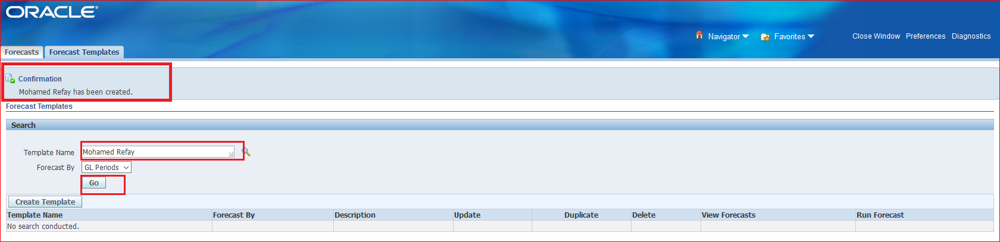 ORACLE
Navigator Favorites Close Window Preferences Diagnostics
Forecasts Forecast Templates
Confirmation
Mohamed Refay has been created.
Forecast Templates
Search
Template Name Mohamed Refay
Forecast By GL Periods
Go
Create Template
Template Name Forecast By Description Update Duplicate Delete View Forecasts Run Forecast
No search conducted.